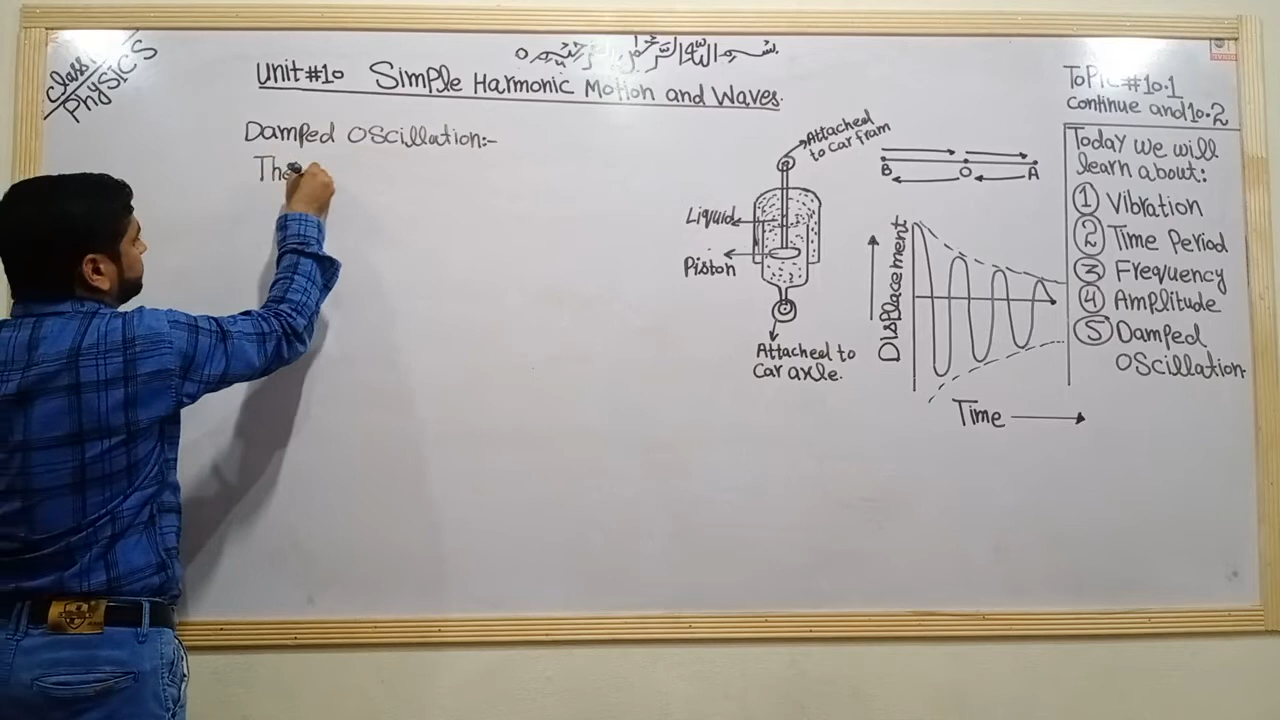 بسم اللہ الرحمن الرحیم
Class
Physics
Unit #10 Simple Harmonic Motion and Waves.
Topic #10.1
continue and 10.2
Damped Oscillation:-
The
Attached
to car fram
Liquid
Piston
Attached to
Car axle.
B O A
Displacement
Time
Today we will
learn about:
1 Vibration
2 Time Period
3 Frequency
4 Amplitude
5 Damped
Oscillation.